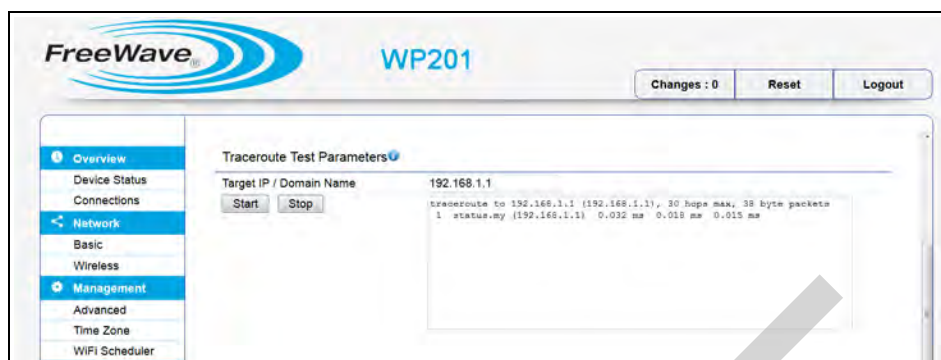 FreeWave®
WP201
Changes : 0 Reset Logout
Overview
Device Status
Connections
Network
Basic
Wireless
Management
Advanced
Time Zone
WiFi Scheduler
Traceroute Test Parameters
Target IP / Domain Name 192.168.1.1
Start Stop
traceroute to 192.168.1.1 (192.168.1.1), 30 hops max, 38 byte packets
1 status.my (192.168.1.1) 0.032 ms 0.018 ms 0.015 ms